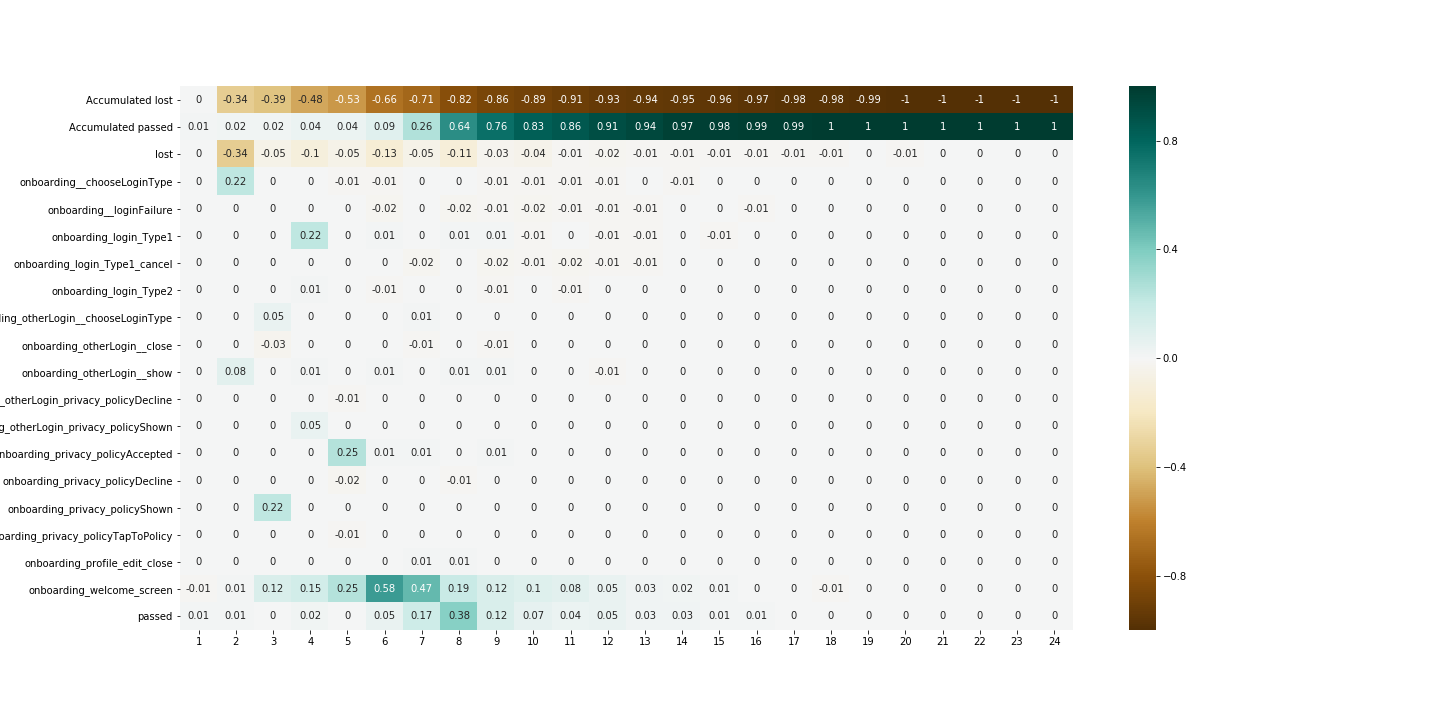 Accumulated lost 0 -0.34 -0.39 -0.48 -0.53 -0.66 -0.71 -0.82 -0.86 -0.89 -0.91 -0.93 -0.94 -0.95 -0.96 -0.97 -0.98 -0.98 -0.99 -1 -1 -1 -1 -1
Accumulated passed 0.01 0.02 0.02 0.04 0.04 0.09 0.26 0.64 0.76 0.83 0.86 0.91 0.94 0.97 0.98 0.99 0.99 1 1 1 1 1 1 1
lost 0 -0.34 -0.05 -0.1 -0.05 -0.13 -0.05 -0.11 -0.03 -0.04 -0.01 -0.02 -0.01 -0.01 -0.01 -0.01 -0.01 -0.01 0 -0.01 0 0 0 0
onboarding__chooseLoginType 0 0.22 0 0 -0.01 -0.01 0 0 -0.01 -0.01 -0.01 -0.01 0 -0.01 0 0 0 0 0 0 0 0 0 0
onboarding__loginFailure 0 0 0 0 0 -0.02 0 -0.02 -0.01 -0.02 -0.01 -0.01 -0.01 0 0 -0.01 0 0 0 0 0 0 0 0
onboarding_login_Type1 0 0 0 0.22 0 0.01 0 0.01 0.01 -0.01 0 -0.01 -0.01 0 -0.01 0 0 0 0 0 0 0 0 0
onboarding_login_Type1_cancel 0 0 0 0 0 0 -0.02 0 -0.02 -0.01 -0.02 -0.01 -0.01 0 0 0 0 0 0 0 0 0 0 0
onboarding_login_Type2 0 0 0 0.01 0 -0.01 0 0 -0.01 0 -0.01 0 0 0 0 0 0 0 0 0 0 0 0 0
ling_otherLogin__chooseLoginType 0 0 0.05 0 0 0 0.01 0 0 0 0 0 0 0 0 0 0 0 0 0 0 0 0 0
onboarding_otherLogin__close 0 0 -0.03 0 0 0 -0.01 0 -0.01 0 0 0 0 0 0 0 0 0 0 0 0 0 0 0
onboarding_otherLogin__show 0 0.08 0 0.01 0 0.01 0 0.01 0.01 0 0 -0.01 0 0 0 0 0 0 0 0 0 0 0 0
_otherLogin_privacy_policyDecline 0 0 0 0 -0.01 0 0 0 0 0 0 0 0 0 0 0 0 0 0 0 0 0 0 0
g_otherLogin_privacy_policyShown 0 0 0 0.05 0 0 0 0 0 0 0 0 0 0 0 0 0 0 0 0 0 0 0 0
nboarding_privacy_policyAccepted 0 0 0 0 0.25 0.01 0.01 0 0.01 0 0 0 0 0 0 0 0 0 0 0 0 0 0 0
onboarding_privacy_policyDecline 0 0 0 0 -0.02 0 0 -0.01 0 0 0 0 0 0 0 0 0 0 0 0 0 0 0 0
onboarding_privacy_policyShown 0 0 0.22 0 0 0 0 0 0 0 0 0 0 0 0 0 0 0 0 0 0 0 0 0
oarding_privacy_policyTapToPolicy 0 0 0 0 -0.01 0 0 0 0 0 0 0 0 0 0 0 0 0 0 0 0 0 0 0
onboarding_profile_edit_close 0 0 0 0 0 0 0.01 0.01 0 0 0 0 0 0 0 0 0 0 0 0 0 0 0 0
onboarding_welcome_screen -0.01 0.01 0.12 0.15 0.25 0.58 0.47 0.19 0.12 0.1 0.08 0.05 0.03 0.02 0.01 0 0 -0.01 0 0 0 0 0 0
passed 0.01 0.01 0 0.02 0 0.05 0.17 0.38 0.12 0.07 0.04 0.05 0.03 0.03 0.01 0.01 0 0 0 0 0 0 0 0
1 2 3 4 5 6 7 8 9 10 11 12 13 14 15 16 17 18 19 20 21 22 23 24
0.8
0.4
0.0
−0.4
−0.8